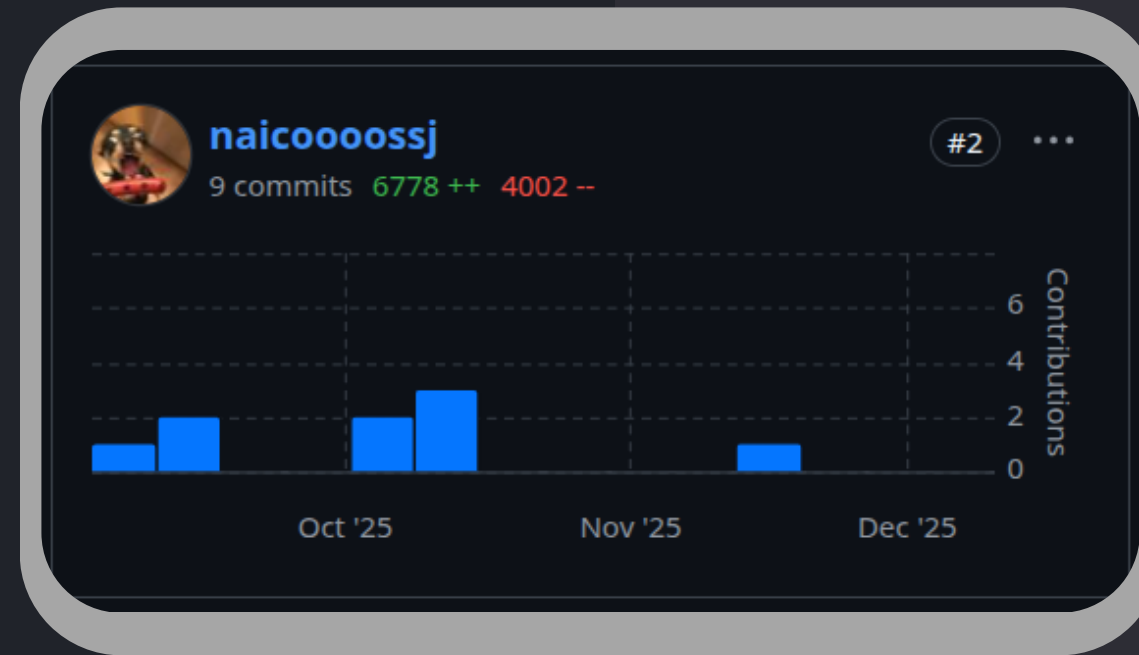 naicoooossj
#2
9 commits 6778 ++ 4002 --
6
4
2
0
Contributions
Oct '25 Nov '25 Dec '25